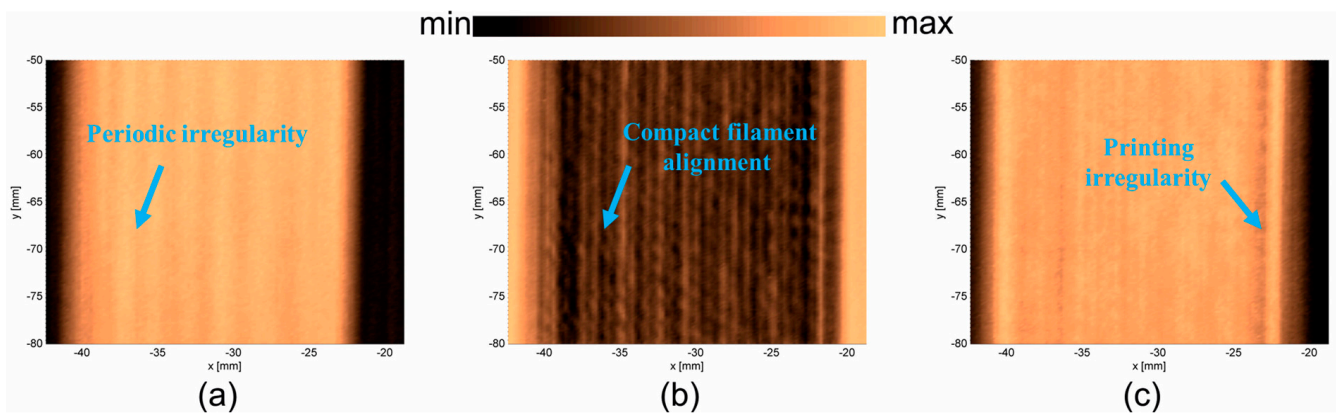 min
max
-50
-55
-60
-65
-70
-75
-80
y [mm]
-40
-35
-30
-25
-20
x [mm]
Periodic irregularity
(a)
-50
-55
-60
-65
-70
-75
-80
y [mm]
-40
-35
-30
-25
-20
x [mm]
Compact filament
alignment
(b)
-50
-55
-60
-65
-70
-75
-80
y [mm]
-40
-35
-30
-25
-20
x [mm]
Printing
irregularity
(c)